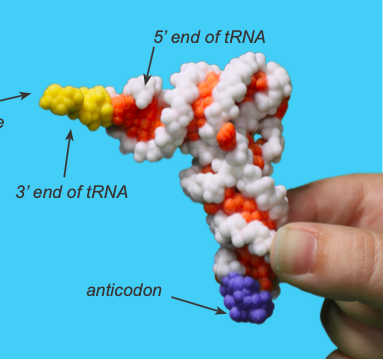 5' end of tRNA
3' end of tRNA
anticodon